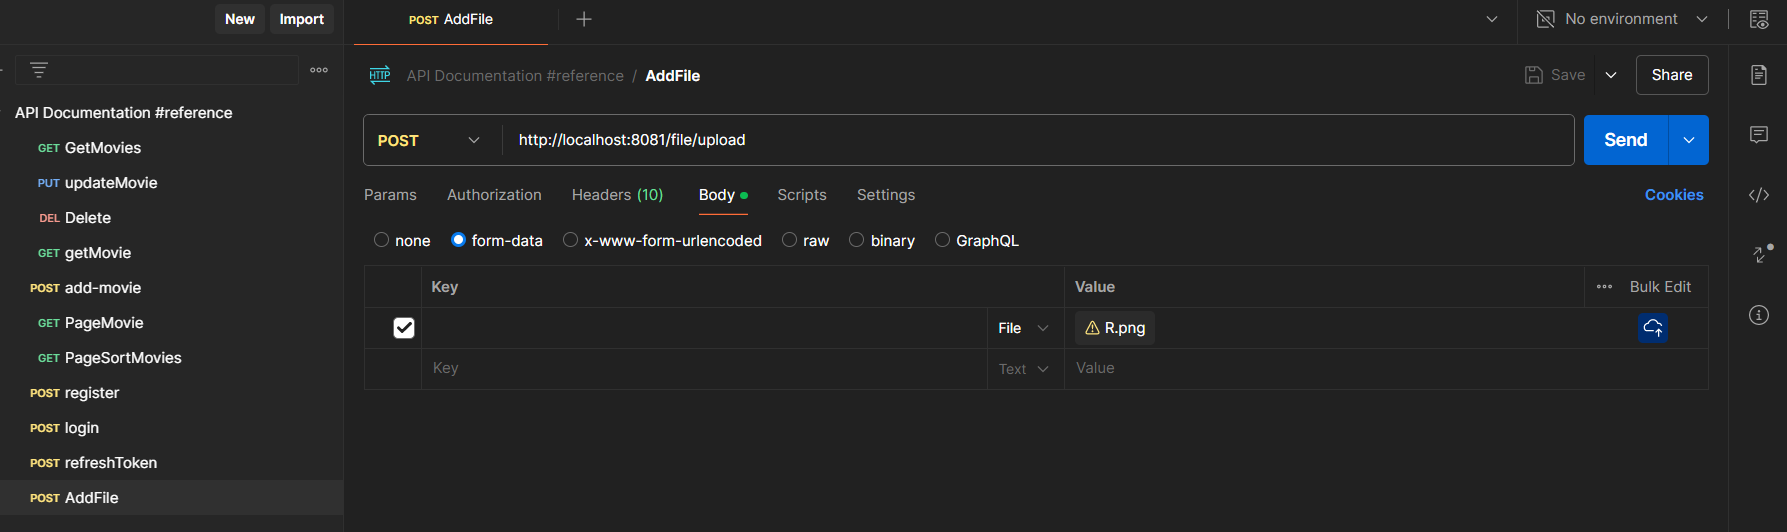 New Import
POST AddFile
No environment
HTTP API Documentation #reference / AddFile
Save
Share
API Documentation #reference
GET GetMovies
PUT updateMovie
DEL Delete
GET getMovie
POST add-movie
GET PageMovie
GET PageSortMovies
POST register
POST login
POST refreshToken
POST AddFile
POST http://localhost:8081/file/upload
Send
Params Authorization Headers (10) Body Scripts Settings Cookies
none form-data x-www-form-urlencoded raw binary GraphQL
Key Value Bulk Edit
File R.png
Key Text Value